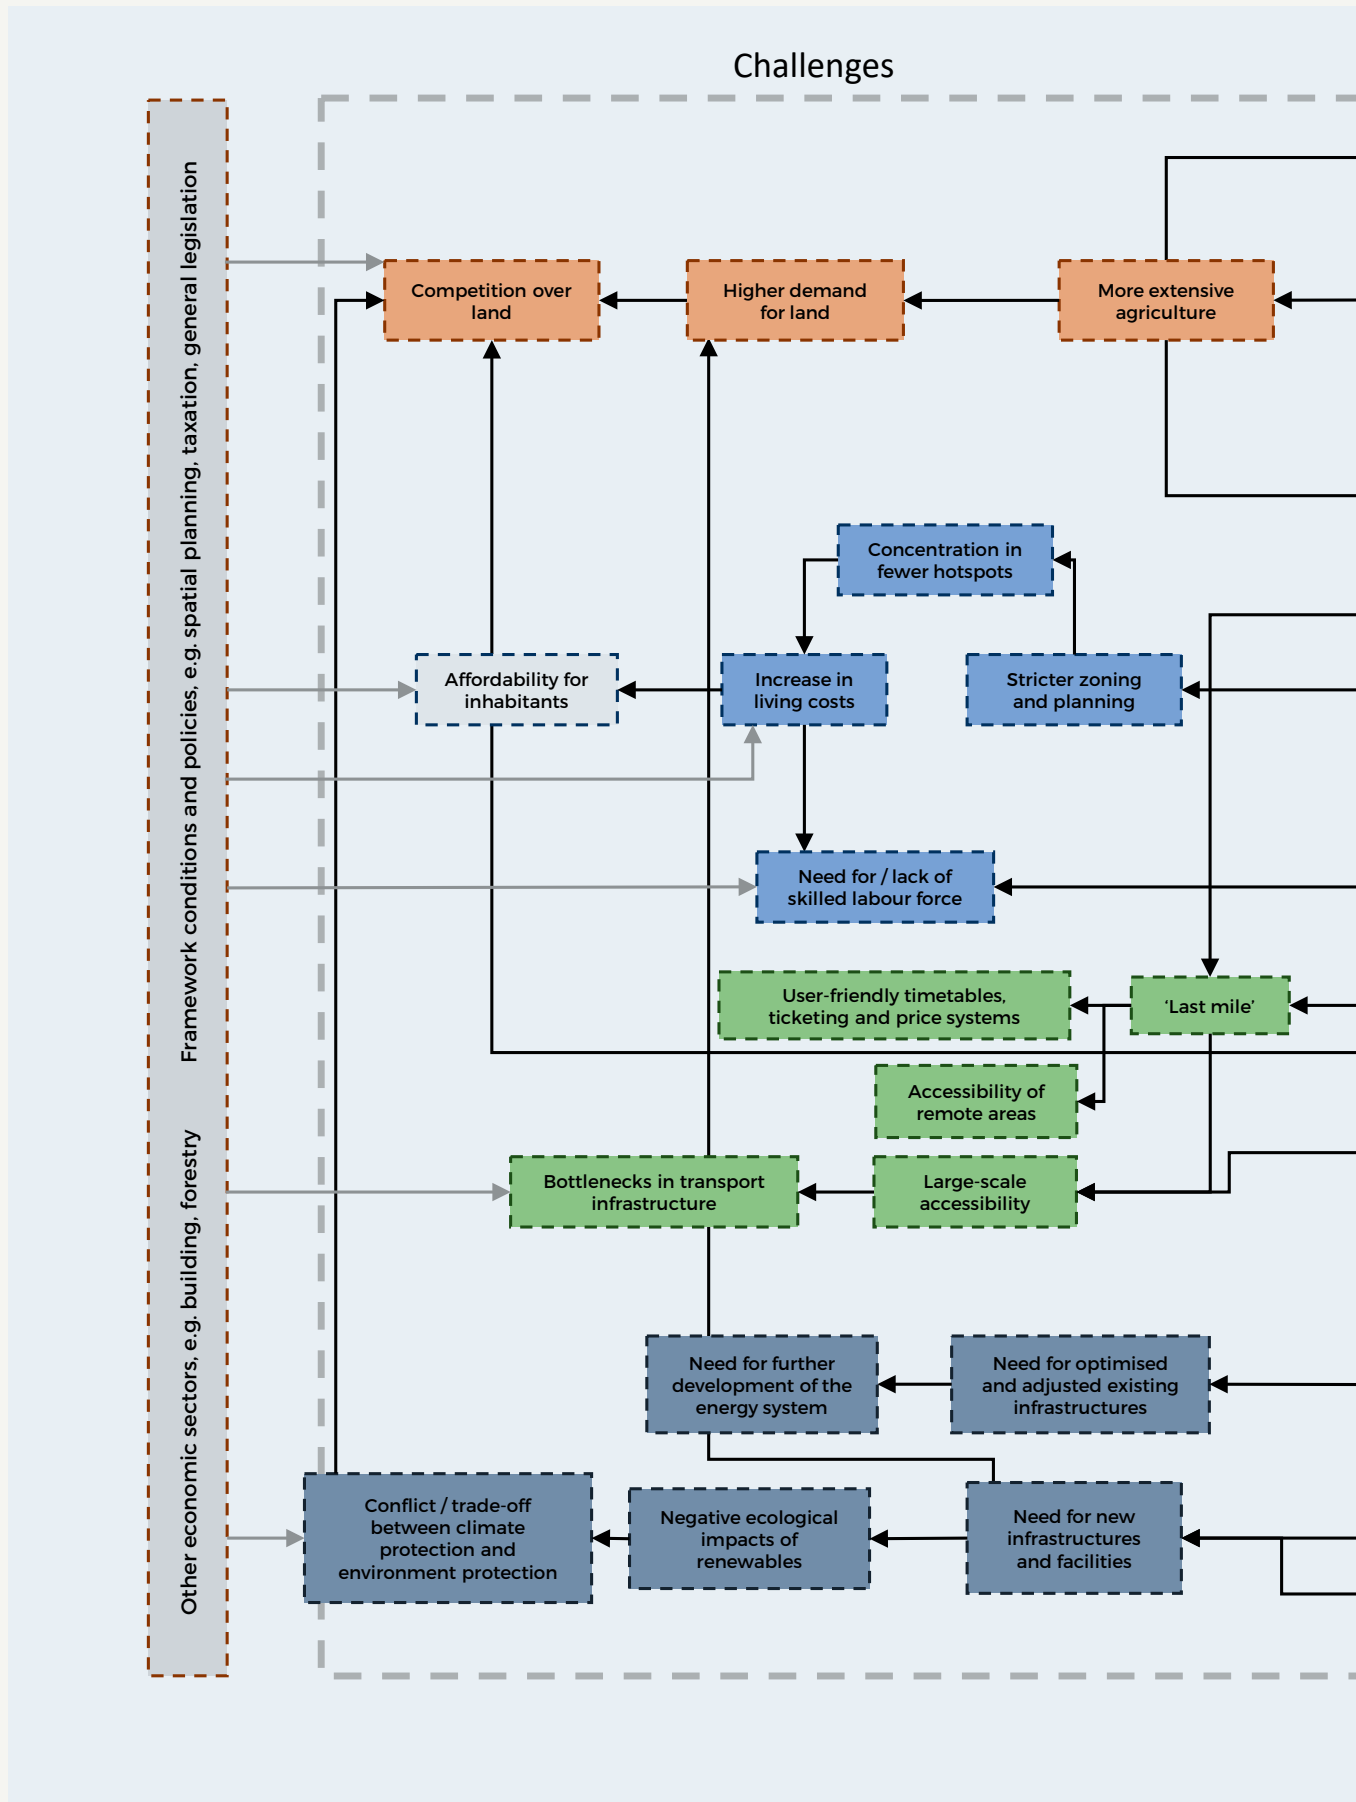 Challenges
Framework conditions and policies, e.g. spatial planning, taxation, general legislation
Other economic sectors, e.g. building, forestry
Competition over
land
Higher demand
for land
More extensive
agriculture
Concentration in
fewer hotspots
Affordability for
inhabitants
Increase in
living costs
Stricter zoning
and planning
Need for / lack of
skilled labour force
User-friendly timetables,
ticketing and price systems
‘Last mile’
Accessibility of
remote areas
Bottlenecks in transport
infrastructure
Large-scale
accessibility
Need for further
development of the
energy system
Need for optimised
and adjusted existing
infrastructures
Conflict / trade-off
between climate
protection and
environment protection
Negative ecological
impacts of
renewables
Need for new
infrastructures
and facilities